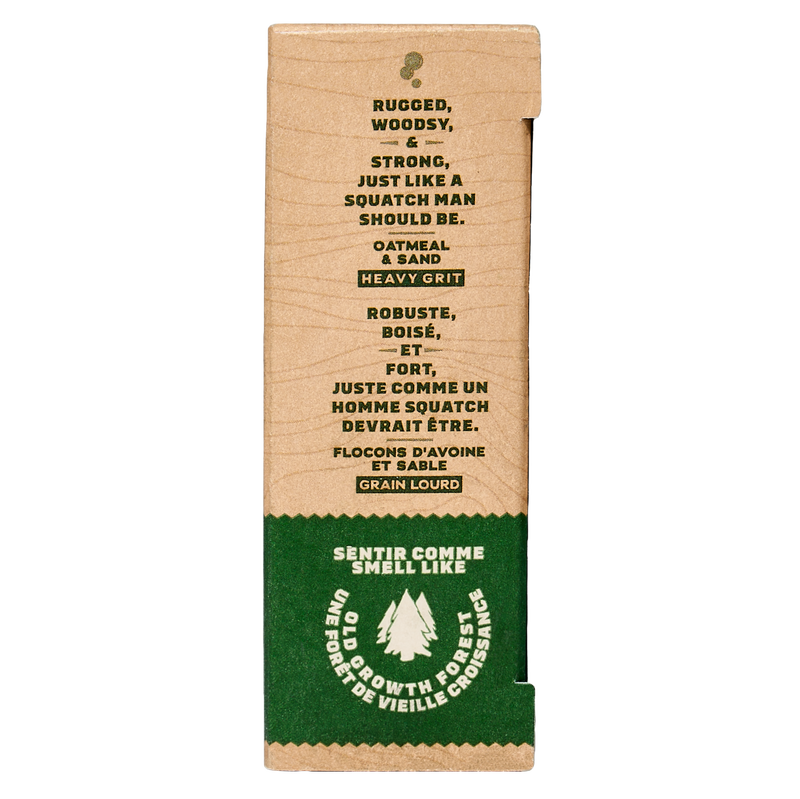 RUGGED,
WOODSY,
&
STRONG,
JUST LIKE A
SQUATCH MAN
SHOULD BE.
OATMEAL
& SAND
HEAVY GRIT
ROBUSTE,
BOISÉ,
ET
FORT,
JUSTE COMME UN
HOMME SQUATCH
DEVRAIT ÊTRE.
FLOCONS D'AVOINE
ET SABLE
GRAIN LOURD
SENTIR COMME
SMELL LIKE
OLD GROWTH FOREST
UNE FORÊT DE VIEILLE CROISSANCE